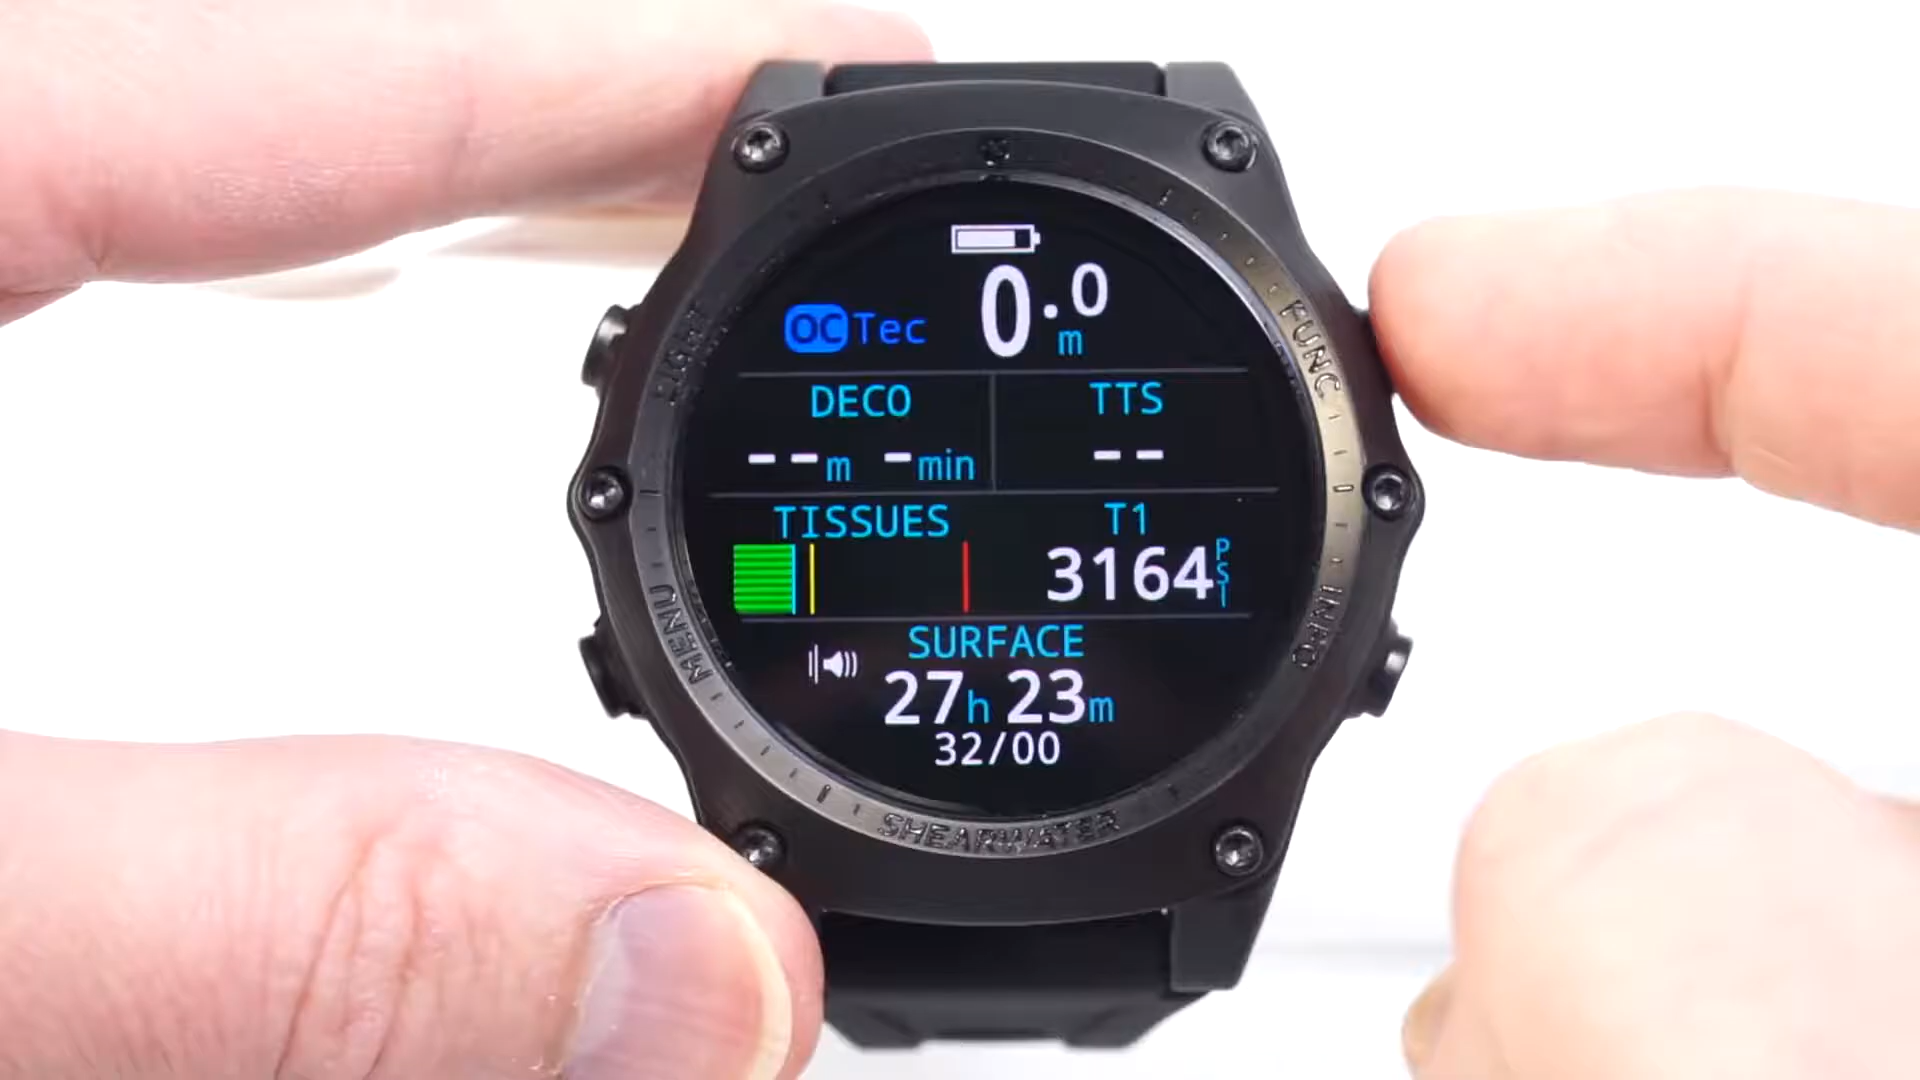 0.0 m
OC Tec
DECO
TTS
-- m - min
--
TISSUES
T1
3164 PSI
SURFACE
27h 23m
32/00
LIGHT
FUNC
MENU
INFO
SHEARWATER